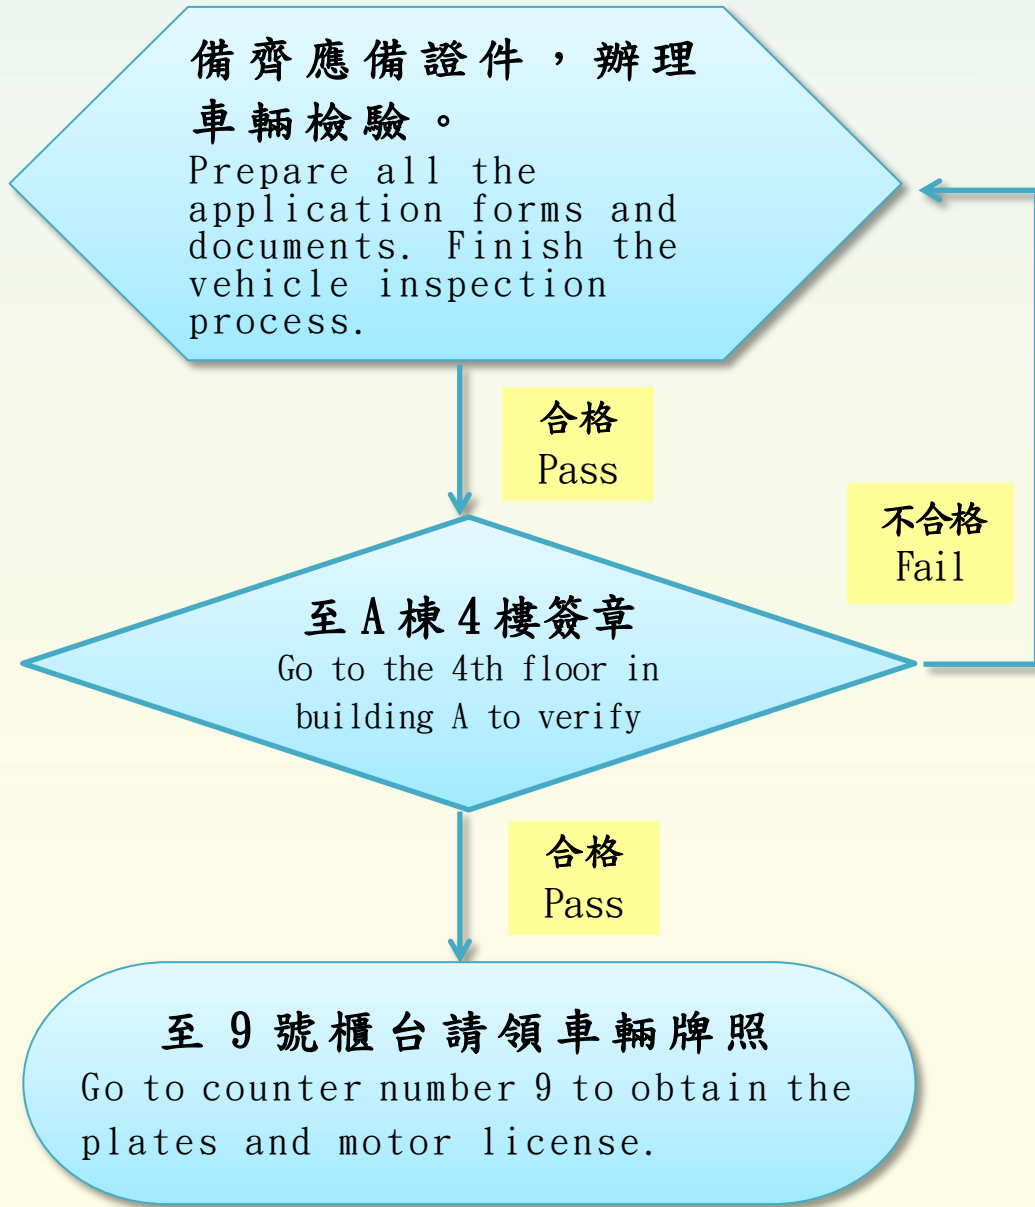 備齊應備證件，辦理
車輛檢驗。
Prepare all the
application forms and
documents. Finish the
vehicle inspection
process.
合格
Pass
不合格
Fail
至A棟4樓簽章
Go to the 4th floor in
building A to verify
合格
Pass
至 9 號櫃台請領車輛牌照
Go to counter number 9 to obtain the
plates and motor license.